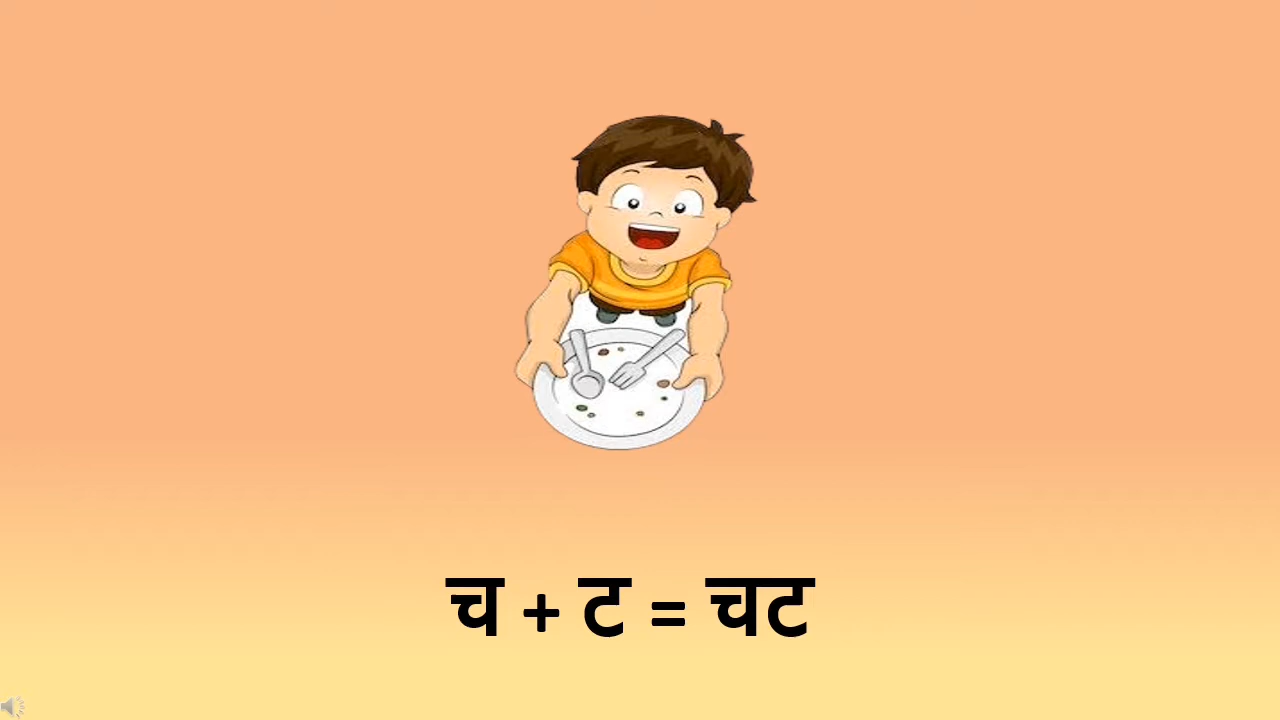 च + ट = चट